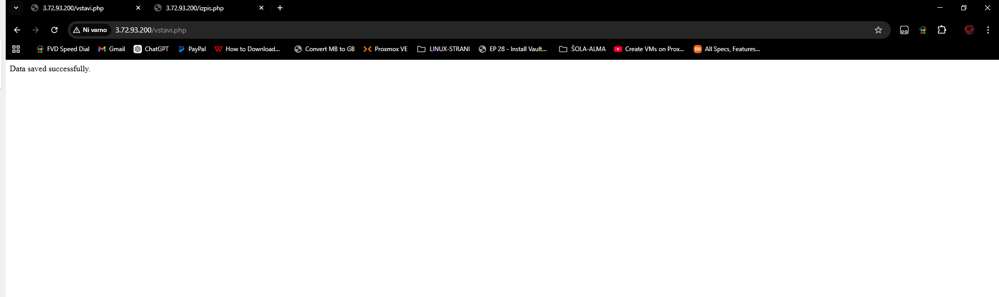 3.72.93.200/vstavi.php 3.72.93.200/izpis.php
Ni varno 3.72.93.200/vstavi.php
FVD Speed Dial Gmail ChatGPT PayPal How to Download... Convert MB to GB Proxmox VE LINUX-STRANI EP 28 - Install Vault... ŠOLA-ALMA Create VMs on Prox... All Specs, Features...
Data saved successfully.